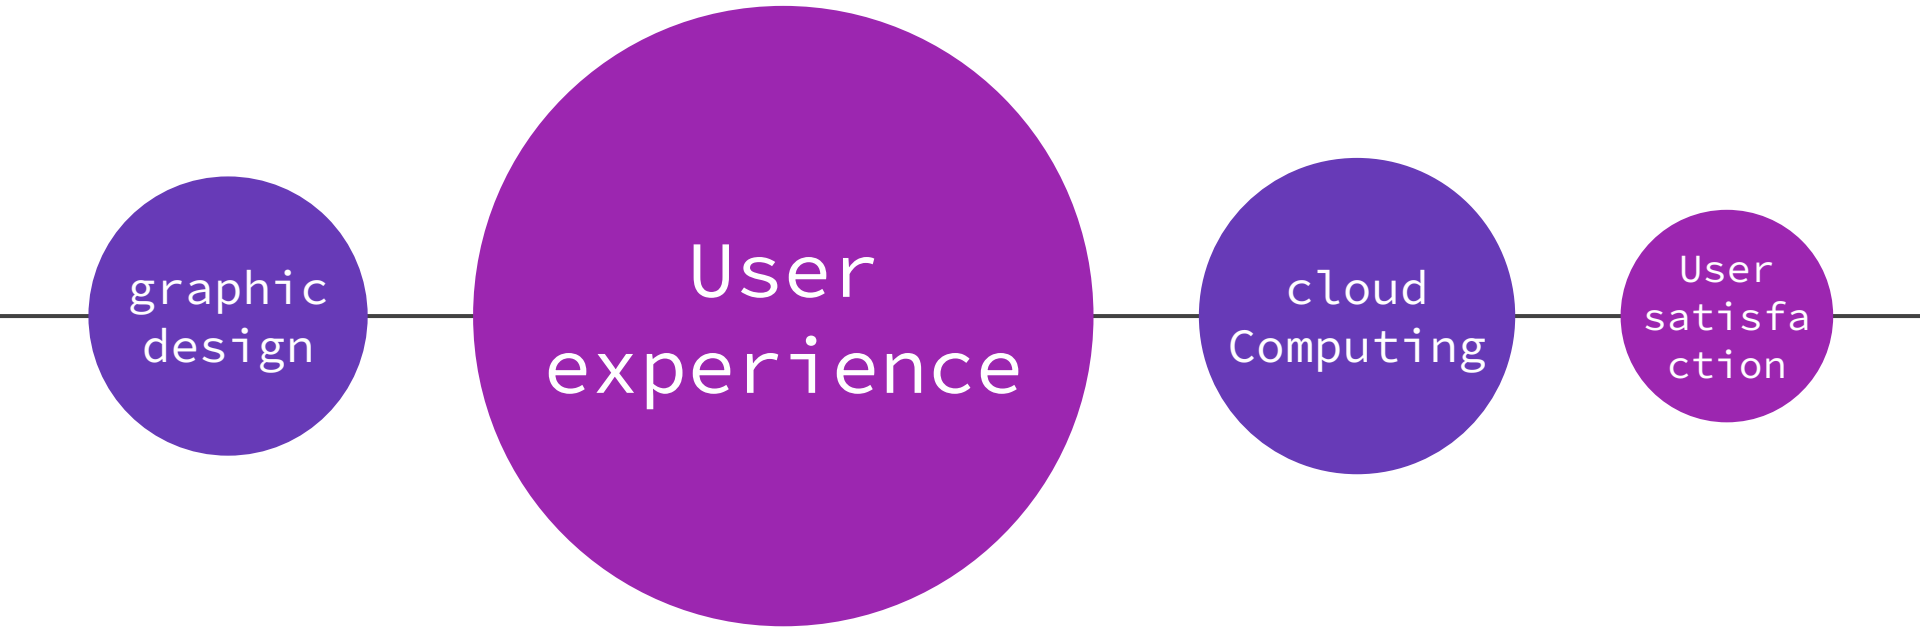 graphic
design
User
experience
cloud
Computing
User
satisfa
ction